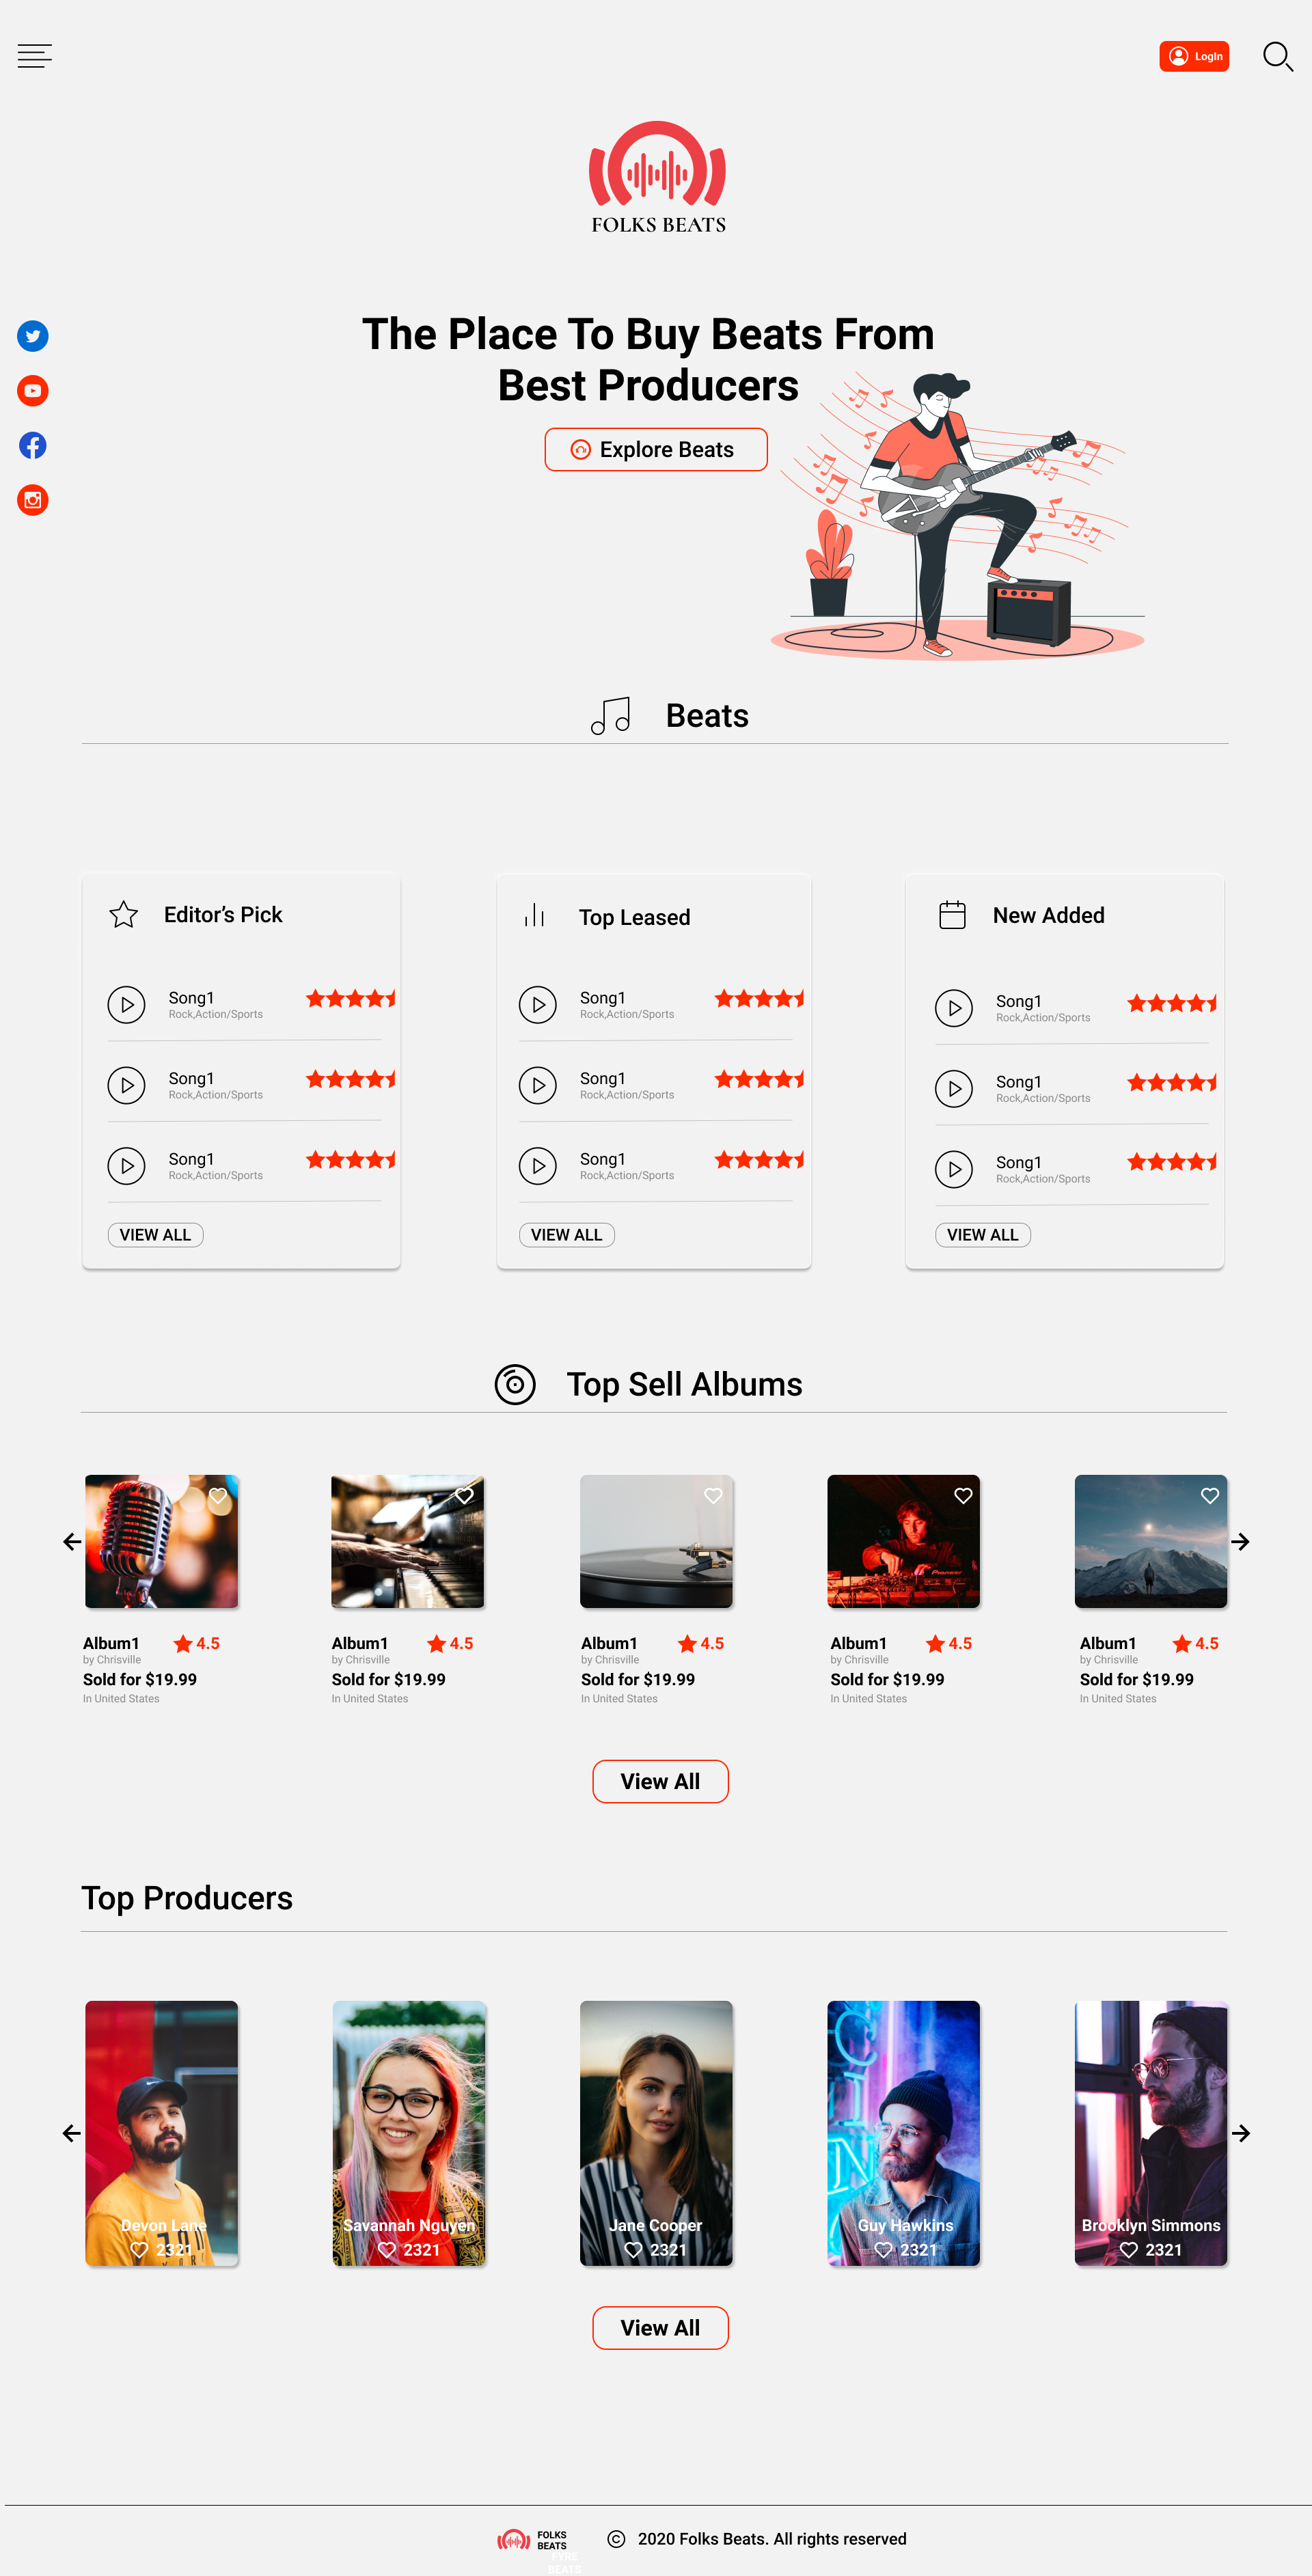 LogIn
FOLKS BEATS
The Place To Buy Beats From
Best Producers
Explore Beats
Beats
Editor's Pick
Song1
Rock,Action/Sports
Song1
Rock,Action/Sports
Song1
Rock,Action/Sports
VIEW ALL
Top Leased
Song1
Rock,Action/Sports
Song1
Rock,Action/Sports
Song1
Rock,Action/Sports
VIEW ALL
New Added
Song1
Rock,Action/Sports
Song1
Rock,Action/Sports
Song1
Rock,Action/Sports
VIEW ALL
Top Sell Albums
Pioneer
Album1
4.5
by Chrisville
Sold for $19.99
In United States
Album1
4.5
by Chrisville
Sold for $19.99
In United States
Album1
4.5
by Chrisville
Sold for $19.99
In United States
Album1
4.5
by Chrisville
Sold for $19.99
In United States
Album1
4.5
by Chrisville
Sold for $19.99
In United States
View All
Top Producers
Devon Lane
2321
Savannah Nguyen
2321
Jane Cooper
2321
Guy Hawkins
2321
Brooklyn Simmons
2321
View All
FOLKS
BEATS
BEATS
© 2020 Folks Beats. All rights reserved